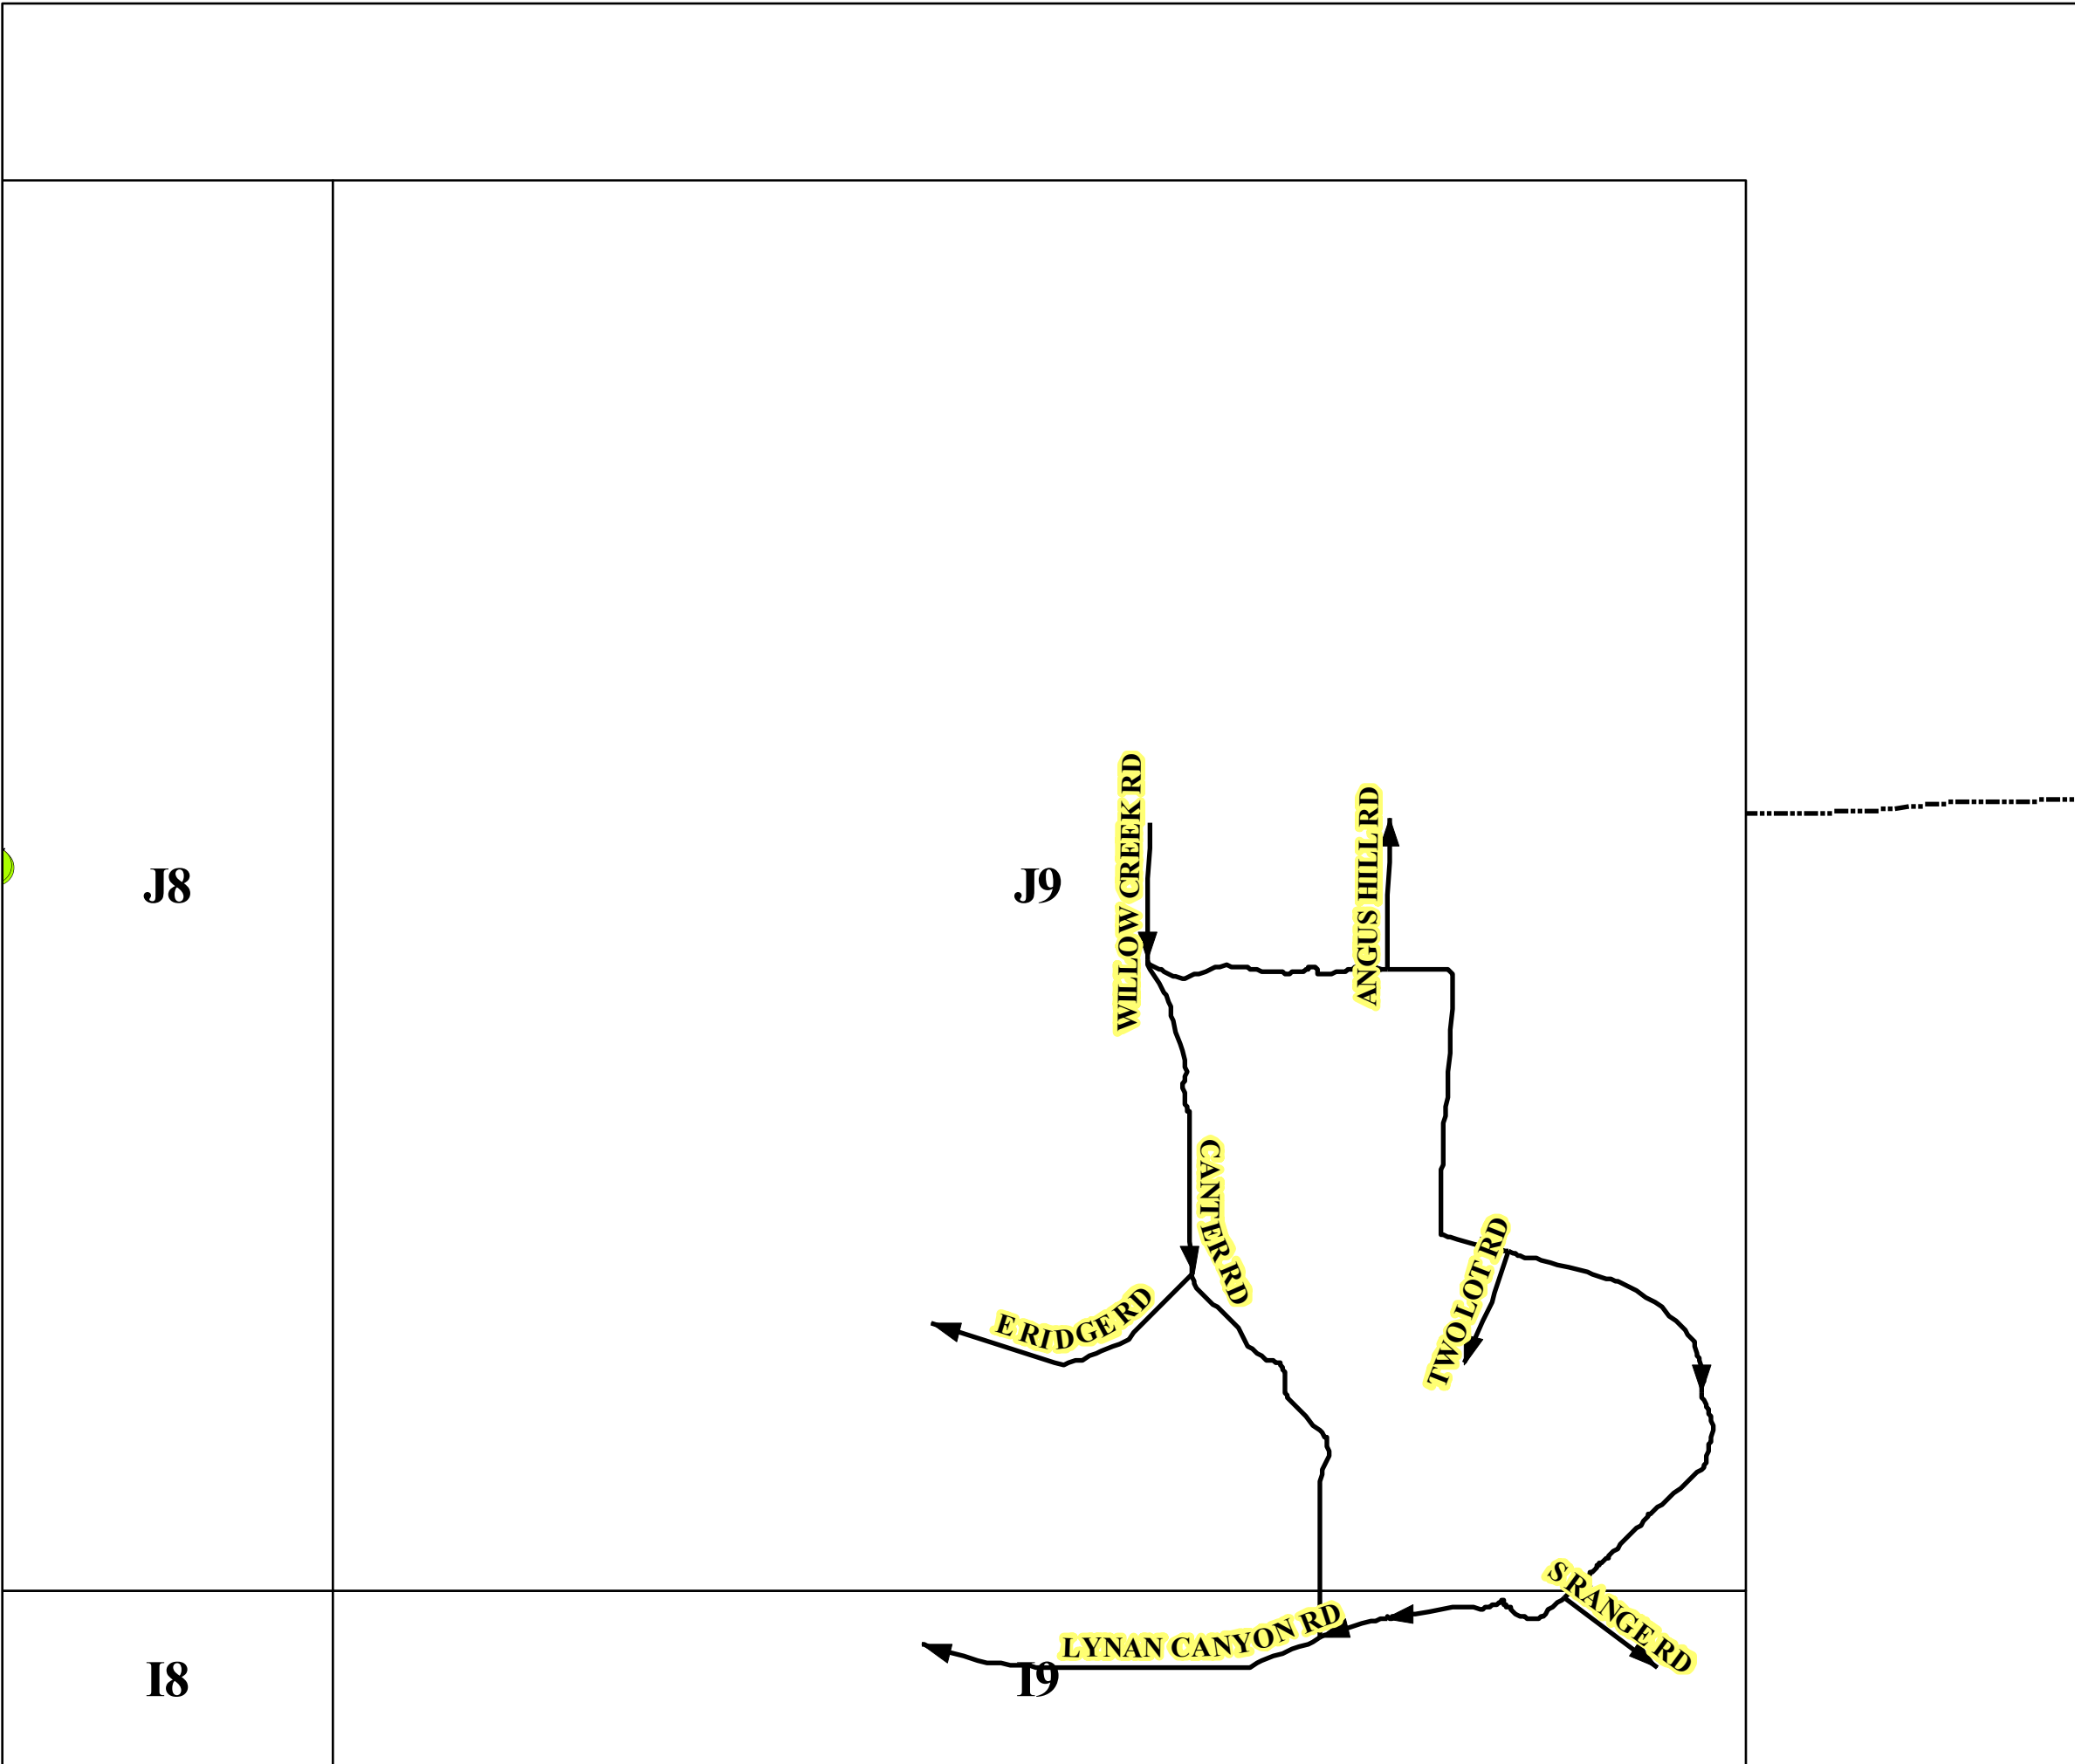 WILLOW CREEK RD
ANGUS HILL RD
J8
J9
CANTER RD
TWO LOT RD
E RIDGE RD
S RANGE RD
LYNAN CANYON RD
I8
I9